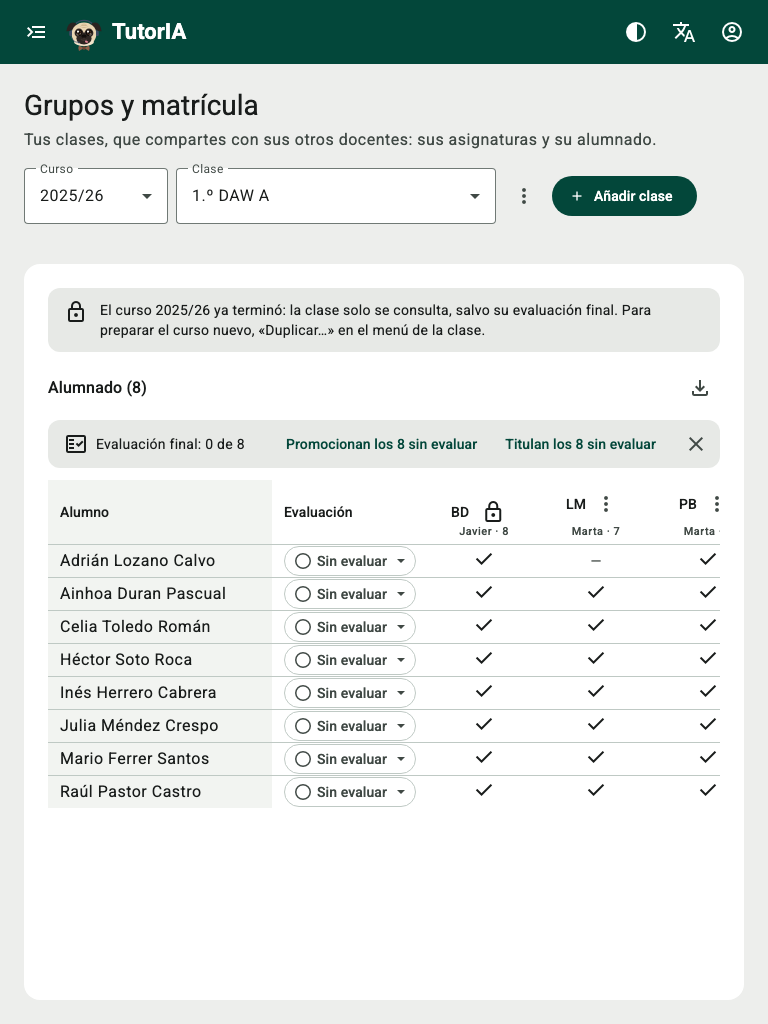 TutorIA
Grupos y matrícula
Tus clases, que compartes con sus otros docentes: sus asignaturas y su alumnado.
Curso
2025/26
Clase
1.º DAW A
+ Añadir clase
El curso 2025/26 ya terminó: la clase solo se consulta, salvo su evaluación final. Para
preparar el curso nuevo, «Duplicar…» en el menú de la clase.
Alumnado (8)
Evaluación final: 0 de 8 Promocionan los 8 sin evaluar Titulan los 8 sin evaluar
Alumno Evaluación BD LM PB
Javier · 8 Marta · 7 Marta ·
Adrián Lozano Calvo Sin evaluar –
Ainhoa Duran Pascual Sin evaluar
Celia Toledo Román Sin evaluar
Héctor Soto Roca Sin evaluar
Inés Herrero Cabrera Sin evaluar
Julia Méndez Crespo Sin evaluar
Mario Ferrer Santos Sin evaluar
Raúl Pastor Castro Sin evaluar